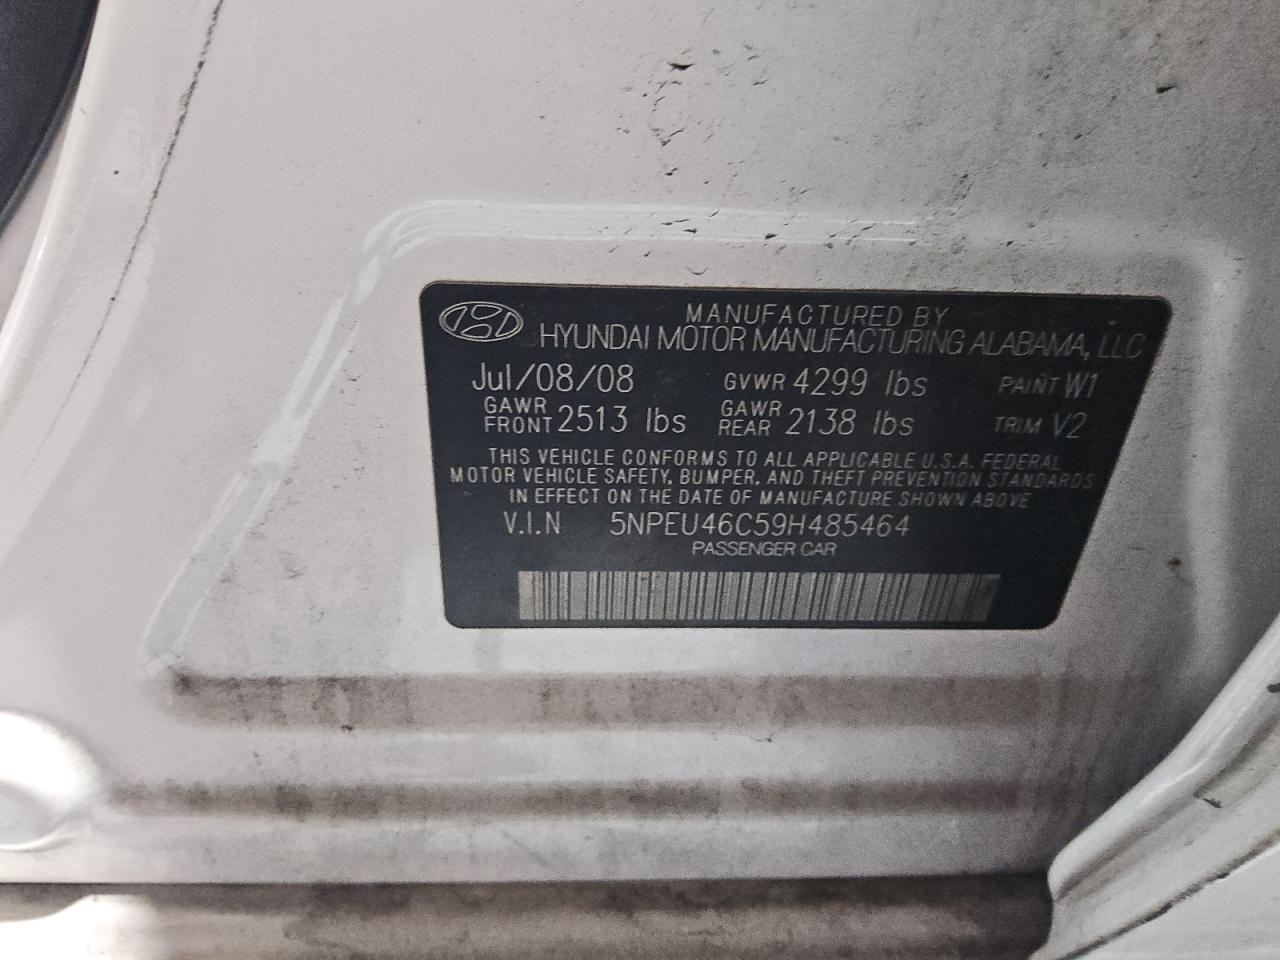 MANUFACTURED BY
HYUNDAI MOTOR MANUFACTURING ALABAMA, LLC
Jul/08/08 GVWR 4299 lbs PAINT W1
GAWR FRONT 2513 lbs GAWR REAR 2138 lbs TRIM V2
THIS VEHICLE CONFORMS TO ALL APPLICABLE U.S.A. FEDERAL
MOTOR VEHICLE SAFETY, BUMPER, AND THEFT PREVENTION STANDARDS
IN EFFECT ON THE DATE OF MANUFACTURE SHOWN ABOVE
V.I.N 5NPEU46C59H485464
PASSENGER CAR